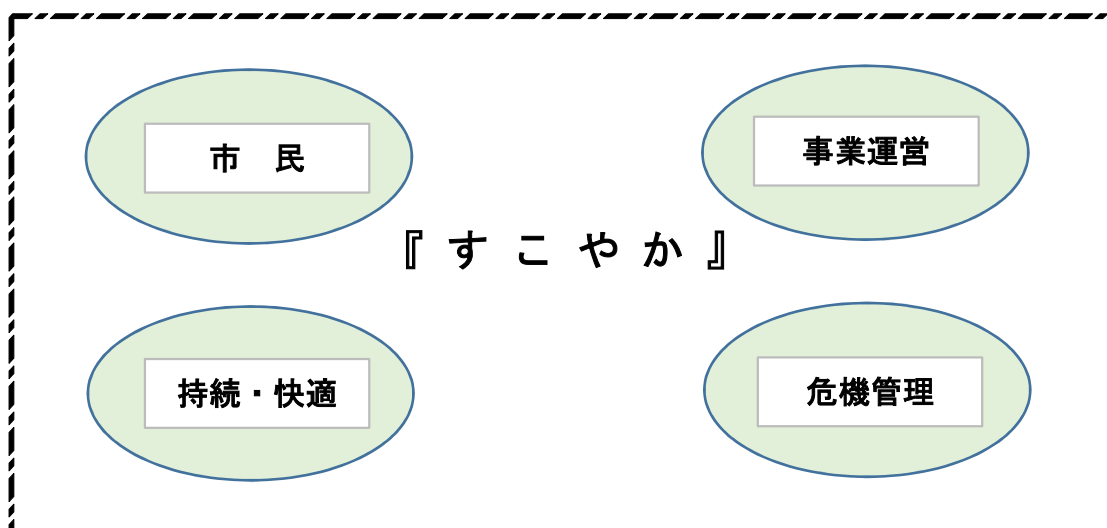 市　民
事業運営
『 す こ や か 』
持続・快適
危機管理